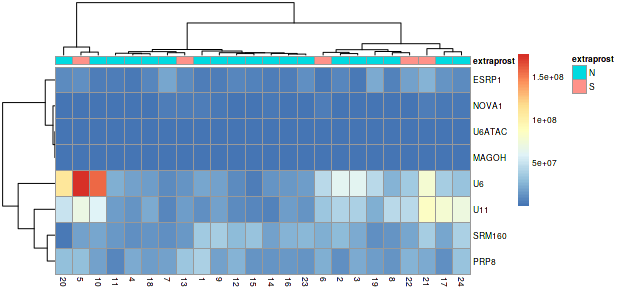 extraprost
ESRP1
NOVA1
U6ATAC
MAGOH
U6
U11
SRM160
PRP8
20 5 10 11 4 18 7 13 1 9 12 15 14 16 23 6 2 3 19 8 22 21 17 24
1.5e+08
1e+08
5e+07
extraprost
N
S